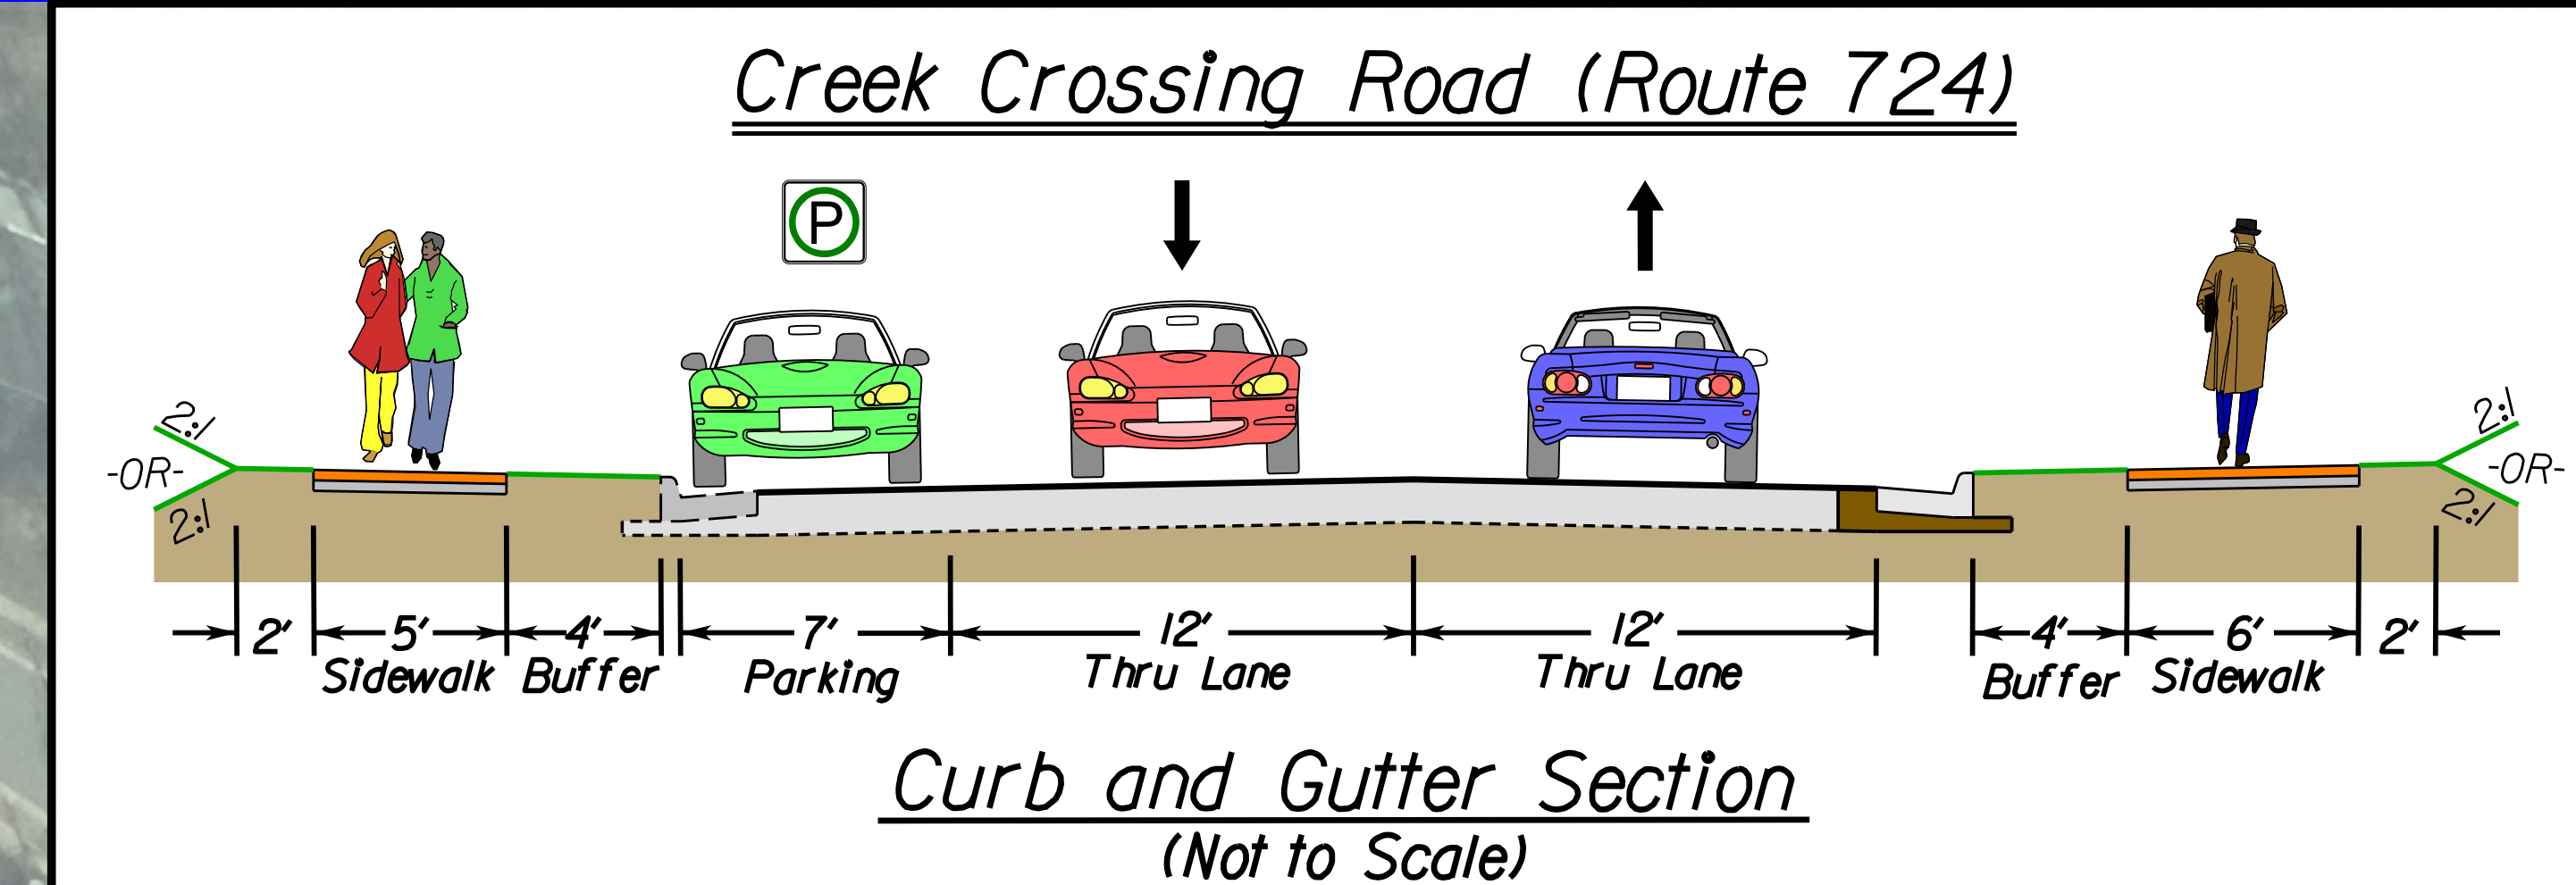 Creek Crossing Road (Route 724)
P
2:1
-OR-
2:1
2:1
-OR-
2:1
2' 5' 4' 7' 12' 12' 4' 6' 2'
Sidewalk Buffer Parking Thru Lane Thru Lane Buffer Sidewalk
Curb and Gutter Section
(Not to Scale)